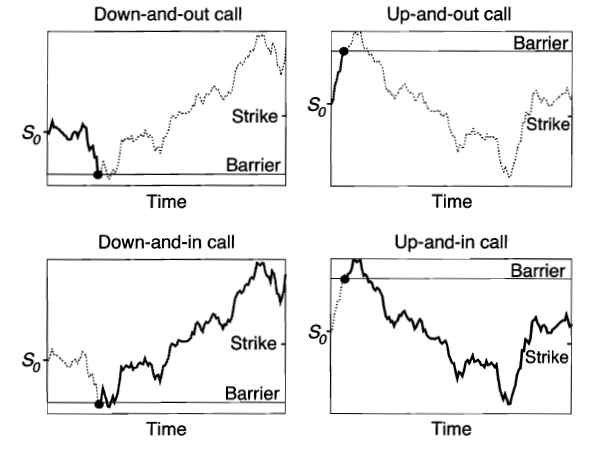 Down-and-out call
S0
Strike
Barrier
Time
Up-and-out call
Barrier
S0
Strike
Time
Down-and-in call
S0
Strike
Barrier
Time
Up-and-in call
Barrier
S0
Strike
Time